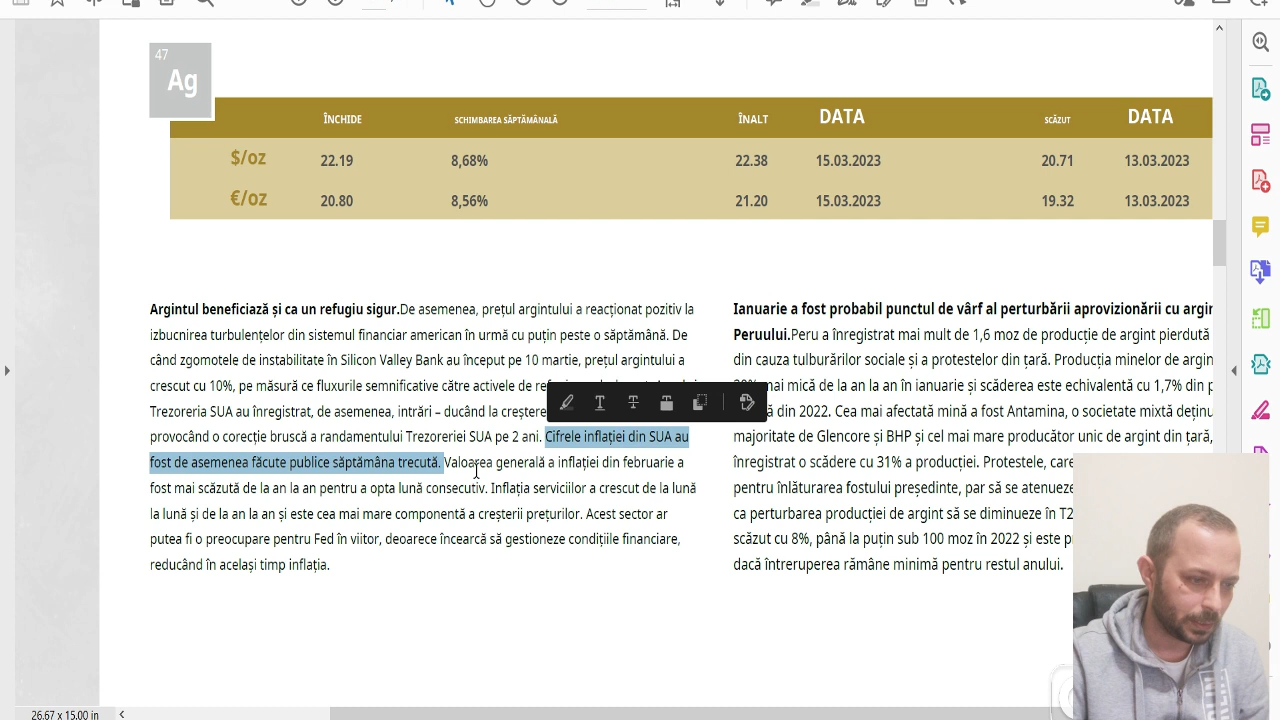 47
Ag
ÎNCHIDE SCHIMBAREA SĂPTĂMÂNALĂ ÎNALT DATA SCĂZUT DATA
$/oz 22.19 8,68% 22.38 15.03.2023 20.71 13.03.2023
€/oz 20.80 8,56% 21.20 15.03.2023 19.32 13.03.2023
Argintul beneficiază și ca un refugiu sigur.De asemenea, prețul argintului a reacționat pozitiv la
izbucnirea turbulențelor din sistemul financiar american în urmă cu puțin peste o săptămână. De
când zgomotele de instabilitate în Silicon Valley Bank au început pe 10 martie, prețul argintului a
crescut cu 10%, pe măsură ce fluxurile semnificative către activele de
Trezoreria SUA au înregistrat, de asemenea, intrări – ducând la creștere
provocând o corecție bruscă a randamentului Trezoreriei SUA pe 2 ani. Cifrele inflației din SUA au
fost de asemenea făcute publice săptămâna trecută. Valoarea generală a inflației din februarie a
fost mai scăzută de la an la an pentru a opta lună consecutiv. Inflația serviciilor a crescut de la lună
la lună și de la an la an și este cea mai mare componentă a creșterii prețurilor. Acest sector ar
putea fi o preocupare pentru Fed în viitor, deoarece încearcă să gestioneze condițiile financiare,
reducând în același timp inflația.
Ianuarie a fost probabil punctul de vârf al perturbării aprovizionării cu argin
Peruului.Peru a înregistrat mai mult de 1,6 moz de producție de argint pierdută
din cauza tulburărilor sociale și a protestelor din țară. Producția minelor de argin
mai mică de la an la an în ianuarie și scăderea este echivalentă cu 1,7% din p
din 2022. Cea mai afectată mină a fost Antamina, o societate mixtă dețin
majoritate de Glencore și BHP și cel mai mare producător unic de argint din țară,
înregistrat o scădere cu 31% a producției. Protestele, care
pentru înlăturarea fostului președinte, par să se atenueze
ca perturbarea producției de argint să se diminueze în T2
scăzut cu 8%, până la puțin sub 100 moz în 2022 și este p
dacă întreruperea rămâne minimă pentru restul anului.
26.67 x 15.00 in